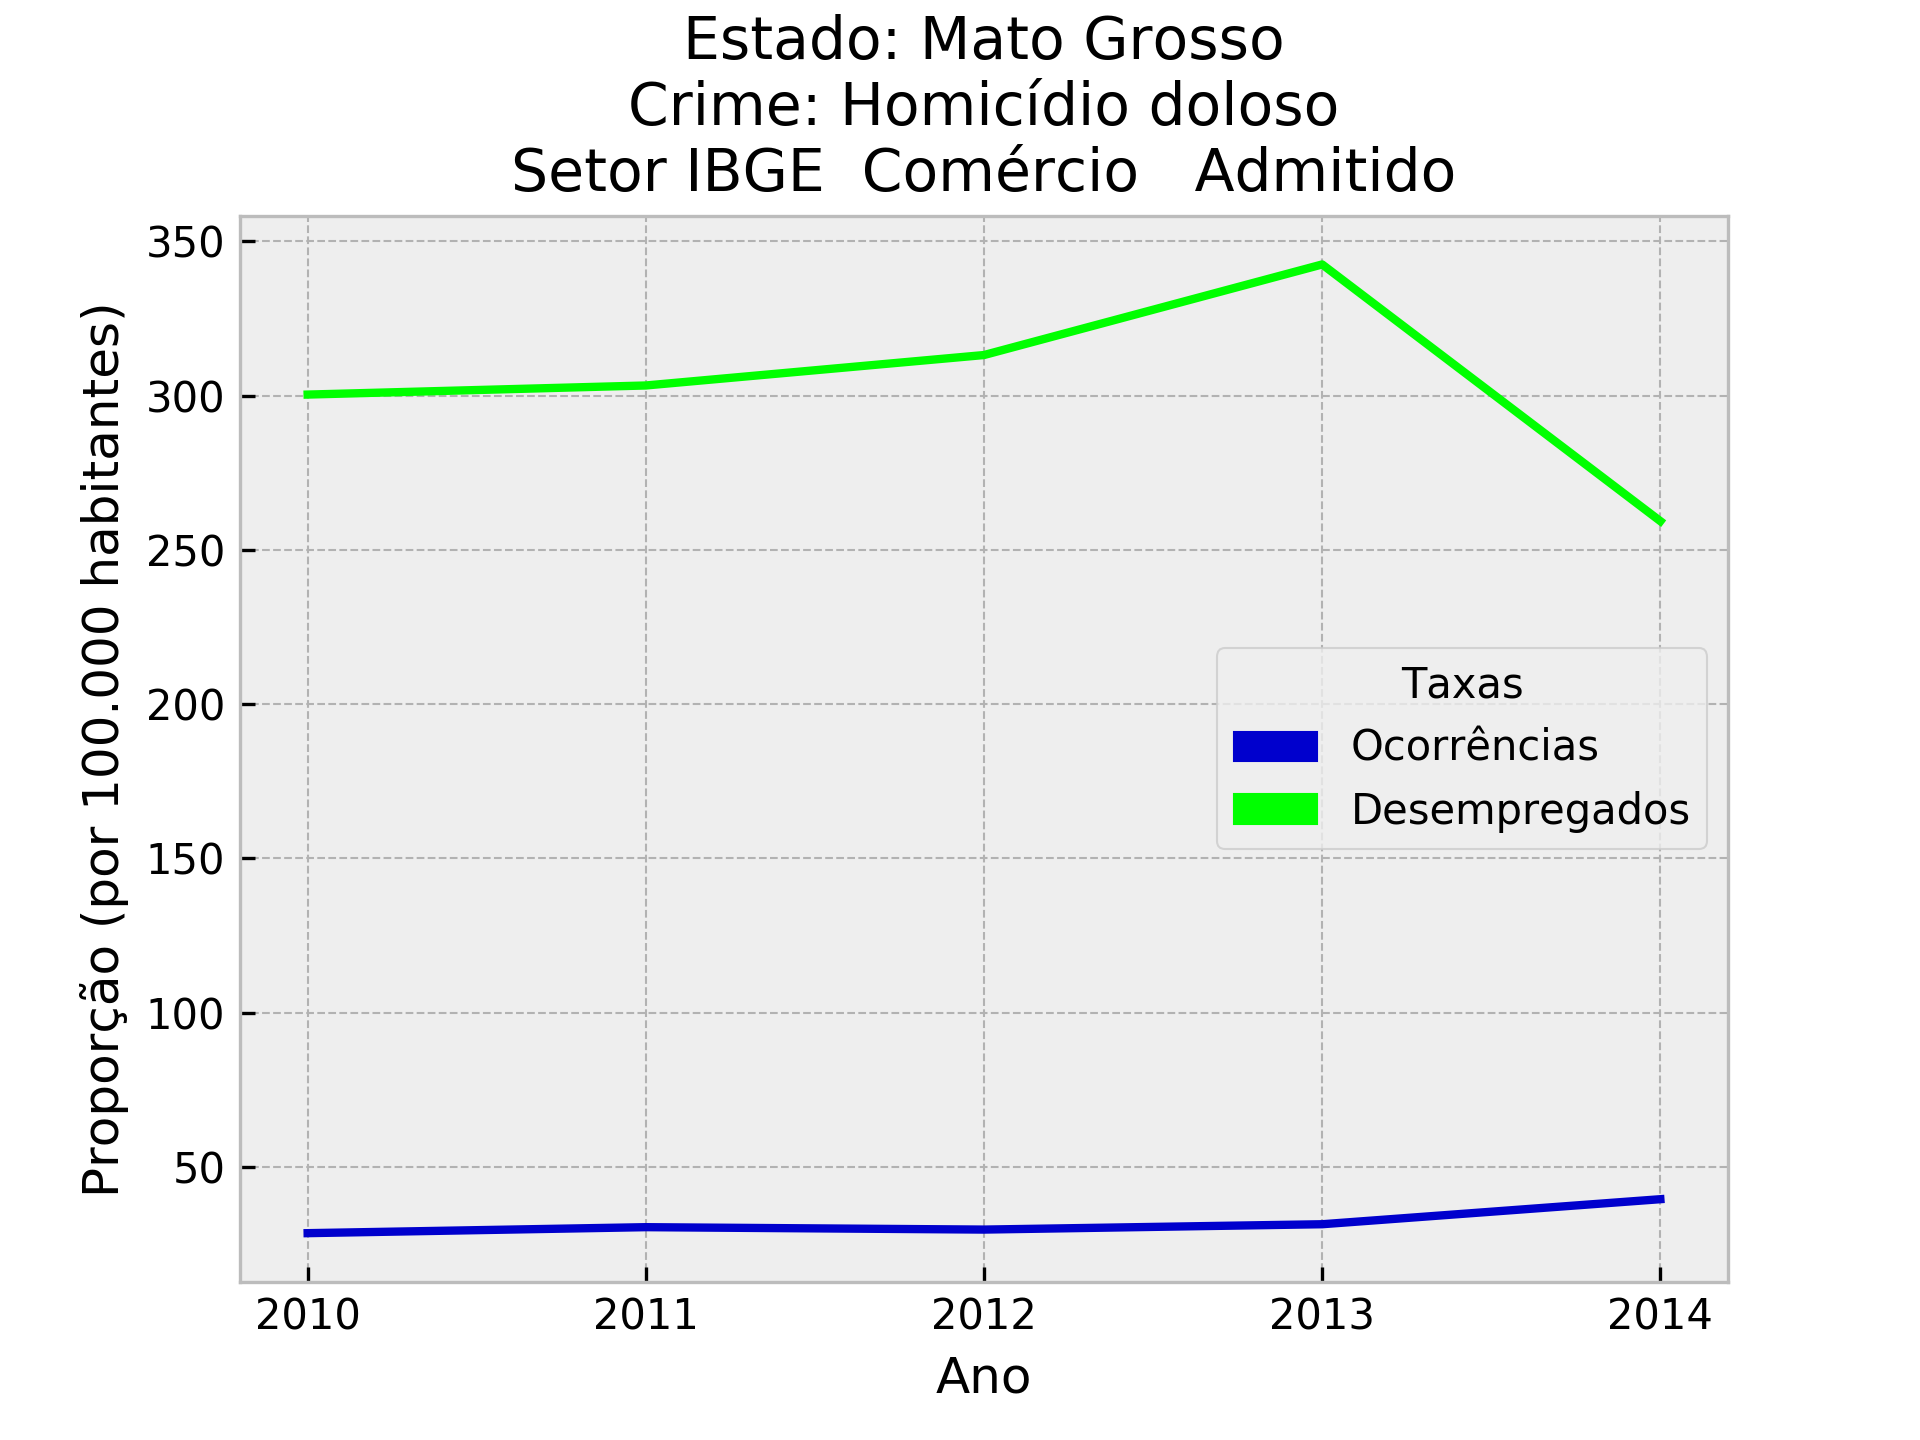 Estado: Mato Grosso
Crime: Homicídio doloso
Setor IBGE  Comércio   Admitido
Proporção (por 100.000 habitantes)
350
300
250
200
150
100
50
Taxas
Ocorrências
Desempregados
2010 2011 2012 2013 2014
Ano